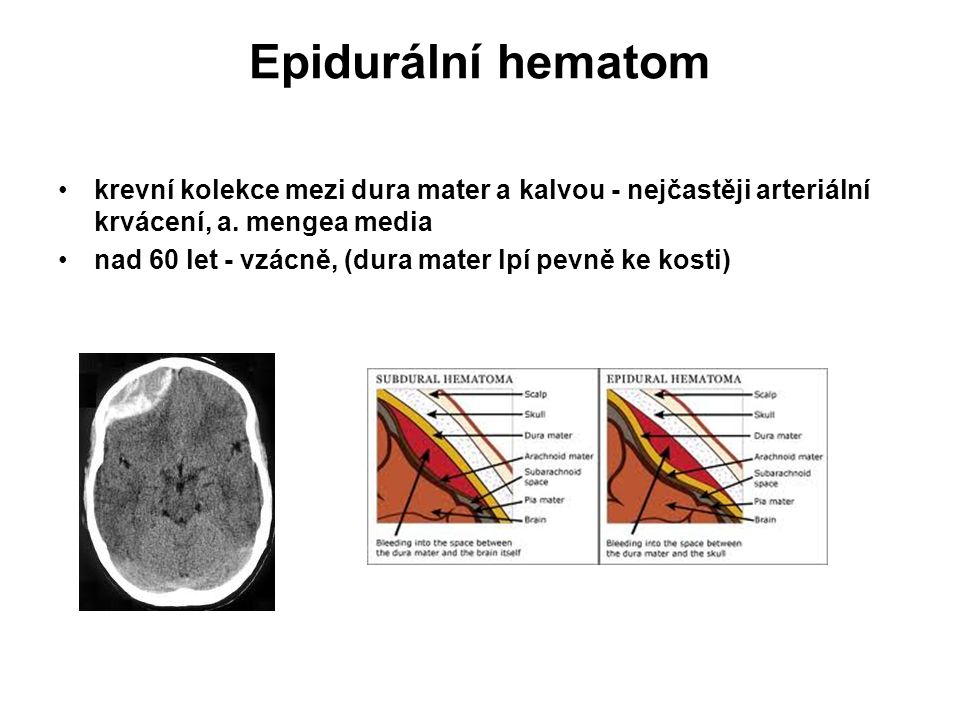 Epidurální hematom
• krevní kolekce mezi dura mater a kalvou - nejčastěji arteriální
krvácení, a. mengea media
• nad 60 let - vzácně, (dura mater lpí pevně ke kosti)
SUBDURAL HEMATOMA
Scalp
Skull
Dura mater
Arachnoid mater
Subarachnoid
space
Pia mater
Brain
Bleeding into the space between
the dura mater and the brain itself
EPIDURAL HEMATOMA
Scalp
Skull
Dura mater
Arachnoid mater
Subarachnoid
space
Pia mater
Brain
Bleeding into the space between
the dura mater and the skull